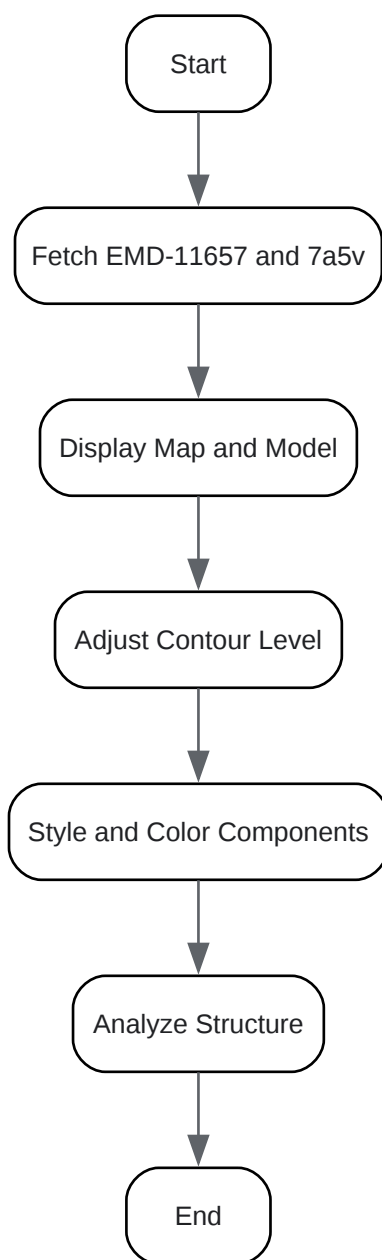 Start
Fetch EMD-11657 and 7a5v
Display Map and Model
Adjust Contour Level
Style and Color Components
Analyze Structure
End